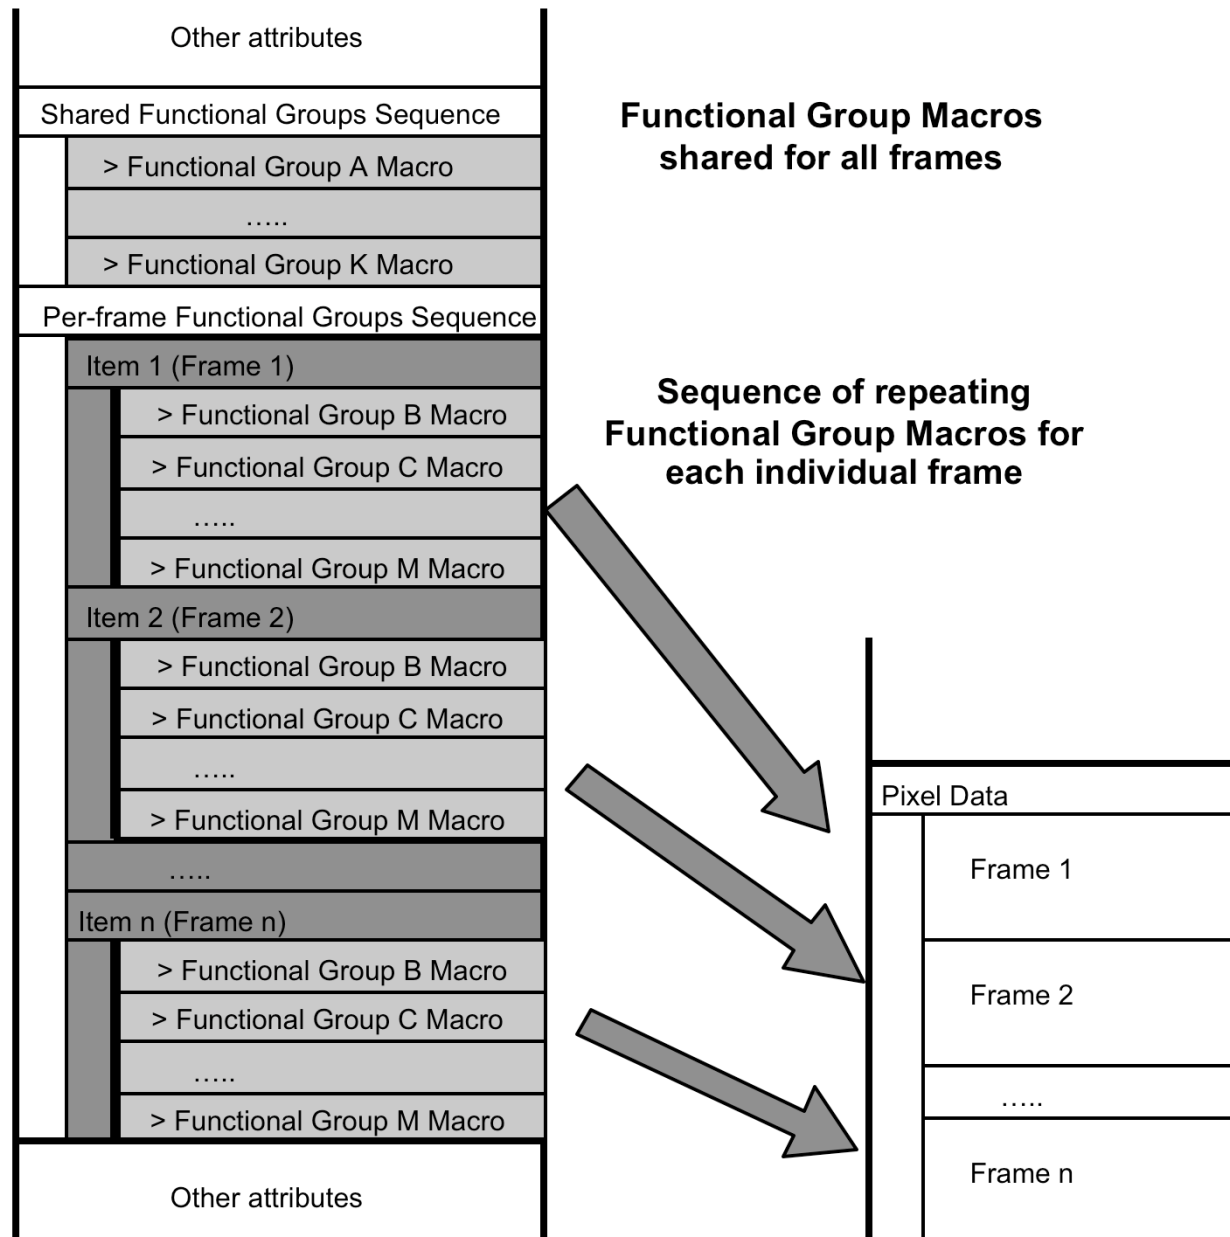 Other attributes
Shared Functional Groups Sequence
> Functional Group A Macro
.....
> Functional Group K Macro
Functional Group Macros
shared for all frames
Per-frame Functional Groups Sequence
Item 1 (Frame 1)
> Functional Group B Macro
> Functional Group C Macro
.....
> Functional Group M Macro
Sequence of repeating
Functional Group Macros for
each individual frame
Item 2 (Frame 2)
> Functional Group B Macro
> Functional Group C Macro
.....
> Functional Group M Macro
.....
Item n (Frame n)
> Functional Group B Macro
> Functional Group C Macro
.....
> Functional Group M Macro
Other attributes
Pixel Data
Frame 1
Frame 2
.....
Frame n